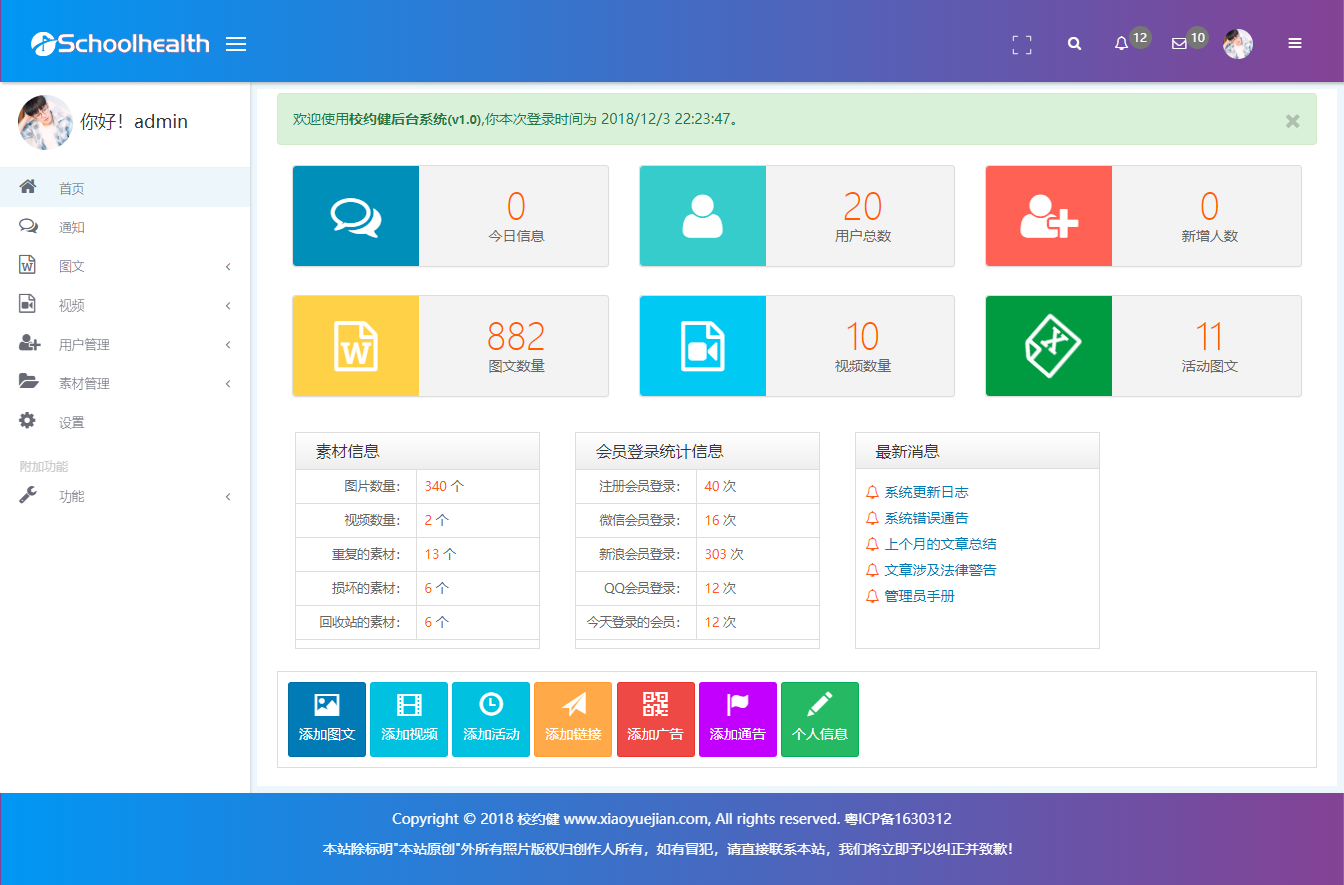 Schoolhealth
12
10
你好！admin
首页
通知
图文
视频
用户管理
素材管理
设置
附加功能
功能
欢迎使用校约健后台系统(v1.0),你本次登录时间为 2018/12/3 22:23:47。
0
今日信息
20
用户总数
0
新增人数
882
图文数量
10
视频数量
11
活动图文
素材信息
图片数量： 340 个
视频数量： 2 个
重复的素材： 13 个
损坏的素材： 6 个
回收站的素材： 6 个
会员登录统计信息
注册会员登录： 40 次
微信会员登录： 16 次
新浪会员登录： 303 次
QQ会员登录： 12 次
今天登录的会员： 12 次
最新消息
系统更新日志
系统错误通告
上个月的文章总结
文章涉及法律警告
管理员手册
添加图文
添加视频
添加活动
添加链接
添加广告
添加通告
个人信息
Copyright © 2018 校约健 www.xiaoyuejian.com, All rights reserved. 粤ICP备1630312
本站除标明"本站原创"外所有照片版权归创作人所有，如有冒犯，请直接联系本站，我们将立即予以纠正并致歉！